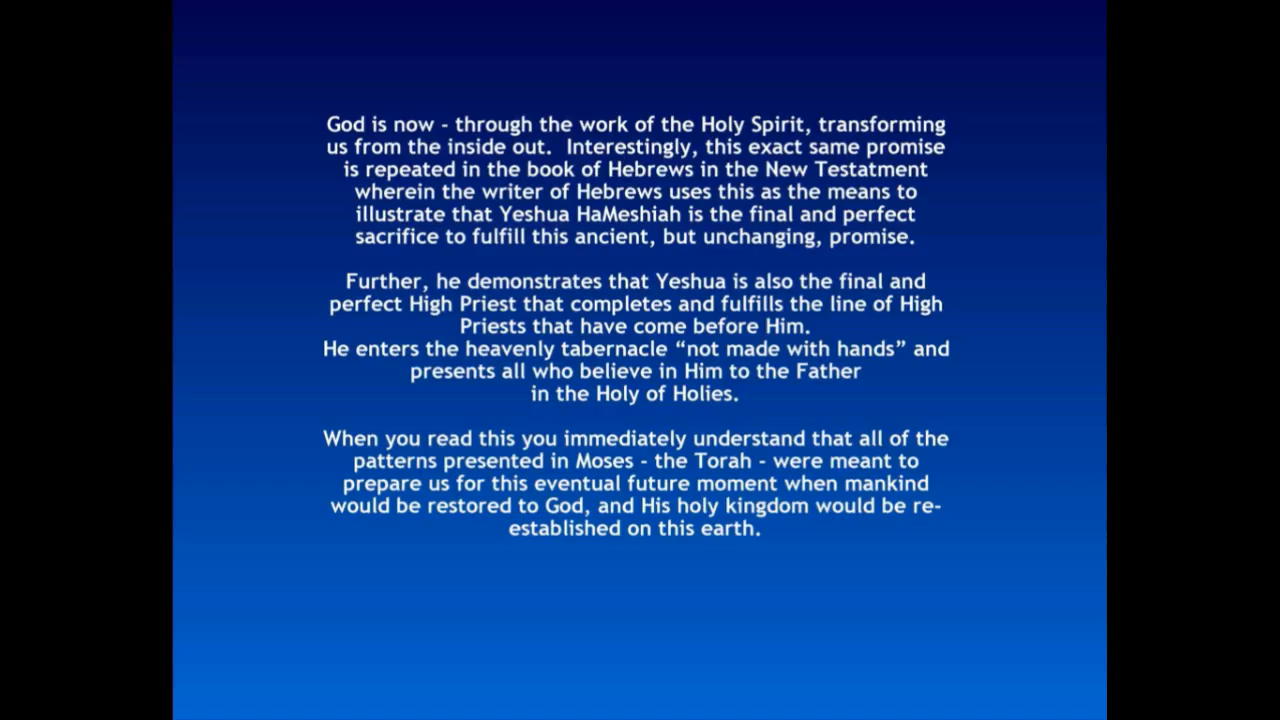 God is now - through the work of the Holy Spirit, transforming
us from the inside out.  Interestingly, this exact same promise
is repeated in the book of Hebrews in the New Testatment
wherein the writer of Hebrews uses this as the means to
illustrate that Yeshua HaMeshiah is the final and perfect
sacrifice to fulfill this ancient, but unchanging, promise.
Further, he demonstrates that Yeshua is also the final and
perfect High Priest that completes and fulfills the line of High
Priests that have come before Him.
He enters the heavenly tabernacle “not made with hands” and
presents all who believe in Him to the Father
in the Holy of Holies.
When you read this you immediately understand that all of the
patterns presented in Moses - the Torah - were meant to
prepare us for this eventual future moment when mankind
would be restored to God, and His holy kingdom would be re-
established on this earth.